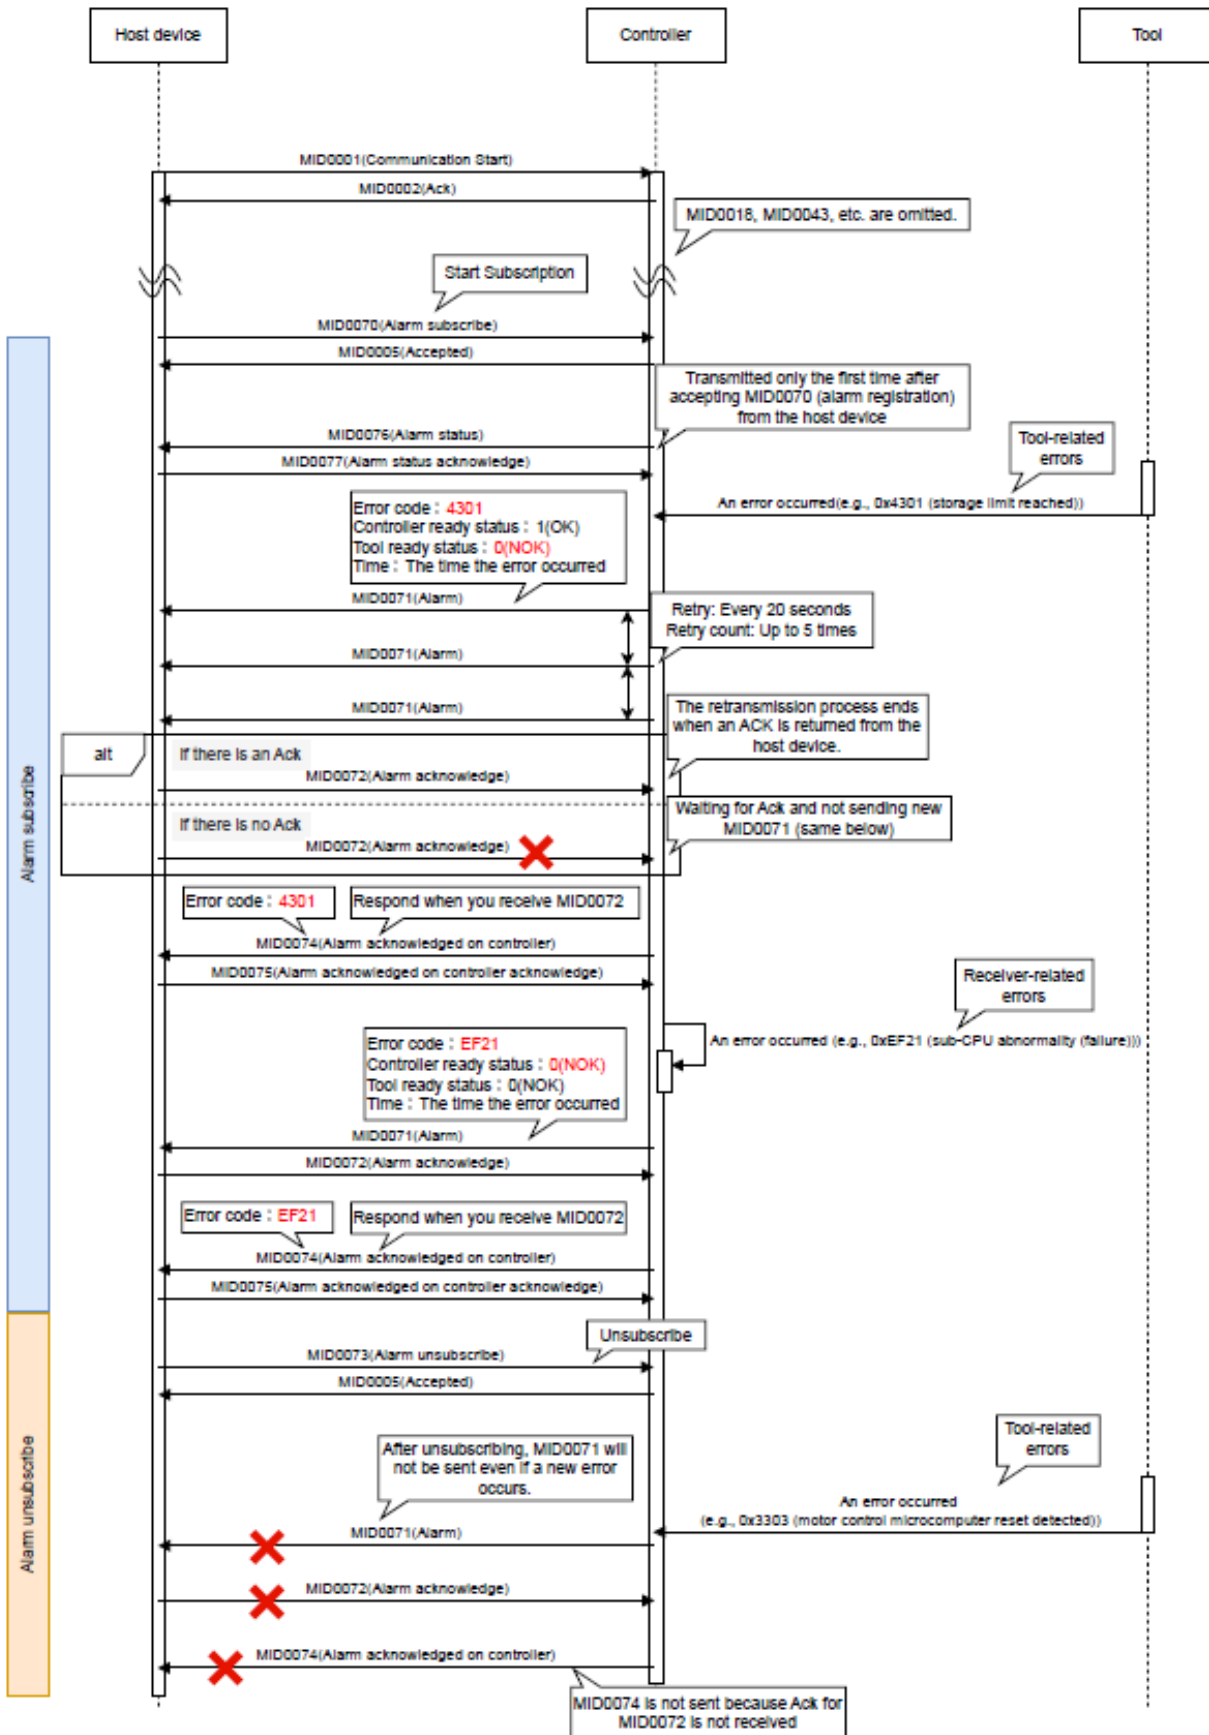 Host device
Controller
Tool
MID0001(Communication Start)
MID0002(Ack)
MID0018, MID0043, etc. are omitted.
Start Subscription
MID0070(Alarm subscribe)
MID0005(Accepted)
Transmitted only the first time after
accepting MID0070 (alarm registration)
from the host device
MID0076(Alarm status)
Tool-related
errors
MID0077(Alarm status acknowledge)
An error occurred(e.g., 0x4301 (storage limit reached))
Error code：4301
Controller ready status：1(OK)
Tool ready status：0(NOK)
Time：The time the error occurred
MID0071(Alarm)
Retry: Every 20 seconds
Retry count: Up to 5 times
MID0071(Alarm)
MID0071(Alarm)
The retransmission process ends
when an ACK is returned from the
host device.
alt
If there is an Ack
MID0072(Alarm acknowledge)
Waiting for Ack and not sending new
MID0071 (same below)
If there is no Ack
MID0072(Alarm acknowledge)
Alarm subscribe
Error code：4301
Respond when you receive MID0072
MID0074(Alarm acknowledged on controller)
MID0075(Alarm acknowledged on controller acknowledge)
Receiver-related
errors
An error occurred (e.g., 0xEF21 (sub-CPU abnormality (failure)))
Error code：EF21
Controller ready status：0(NOK)
Tool ready status：0(NOK)
Time：The time the error occurred
MID0071(Alarm)
MID0072(Alarm acknowledge)
Error code：EF21
Respond when you receive MID0072
MID0074(Alarm acknowledged on controller)
MID0075(Alarm acknowledged on controller acknowledge)
Unsubscribe
MID0073(Alarm unsubscribe)
MID0005(Accepted)
Alarm unsubscribe
Tool-related
errors
After unsubscribing, MID0071 will
not be sent even if a new error
occurs.
An error occurred
(e.g., 0x3303 (motor control microcomputer reset detected))
MID0071(Alarm)
MID0072(Alarm acknowledge)
MID0074(Alarm acknowledged on controller)
MID0074 is not sent because Ack for
MID0072 is not received